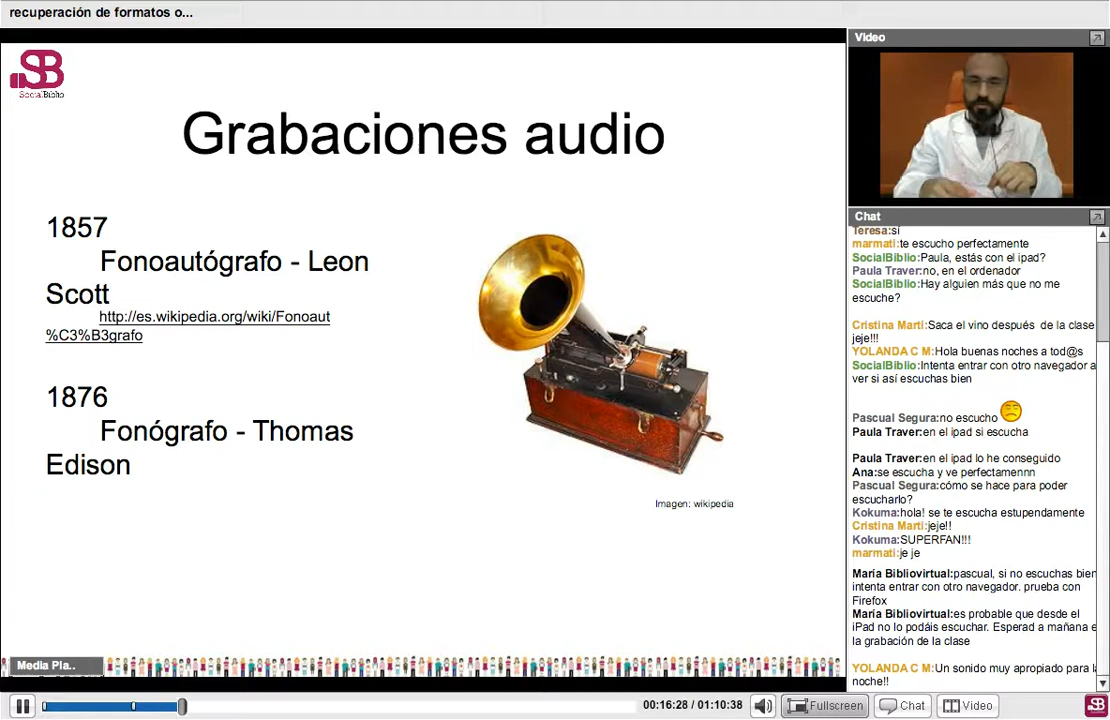 recuperación de formatos o...
SB
SocialBiblio
Grabaciones audio
1857
Fonoautógrafo - Leon
Scott
http://es.wikipedia.org/wiki/Fonoaut
%C3%B3grafo
1876
Fonógrafo - Thomas
Edison
Imagen: wikipedia
Media Pla..
Video
Chat
Teresa:sí
marmati:te escucho perfectamente
SocialBiblio:Paula, estás con el ipad?
Paula Traver:no, en el ordenador
SocialBiblio:Hay alguien más que no me
escuche?
Cristina Marti:Saca el vino después de la clase
jeje!!!
YOLANDA C M:Hola buenas noches a tod@s
SocialBiblio:Intenta entrar con otro navegador a
ver si así escuchas bien
Pascual Segura:no escucho
Paula Traver:en el ipad si escucha
Paula Traver:en el ipad lo he conseguido
Ana:se escucha y ve perfectamennn
Pascual Segura:cómo se hace para poder
escucharlo?
Kokuma:hola! se te escucha estupendamente
Cristina Marti:jeje!!
Kokuma:SUPERFAN!!!
marmati:je je
María Bibliovirtual:pascual, si no escuchas bien
intenta entrar con otro navegador. prueba con
Firefox
María Bibliovirtual:es probable que desde el
iPad no lo podáis escuchar. Esperad a mañana e
la grabación de la clase
YOLANDA C M:Un sonido muy apropiado para la
noche!!
00:16:28 / 01:10:38
Fullscreen
Chat
Video
SB